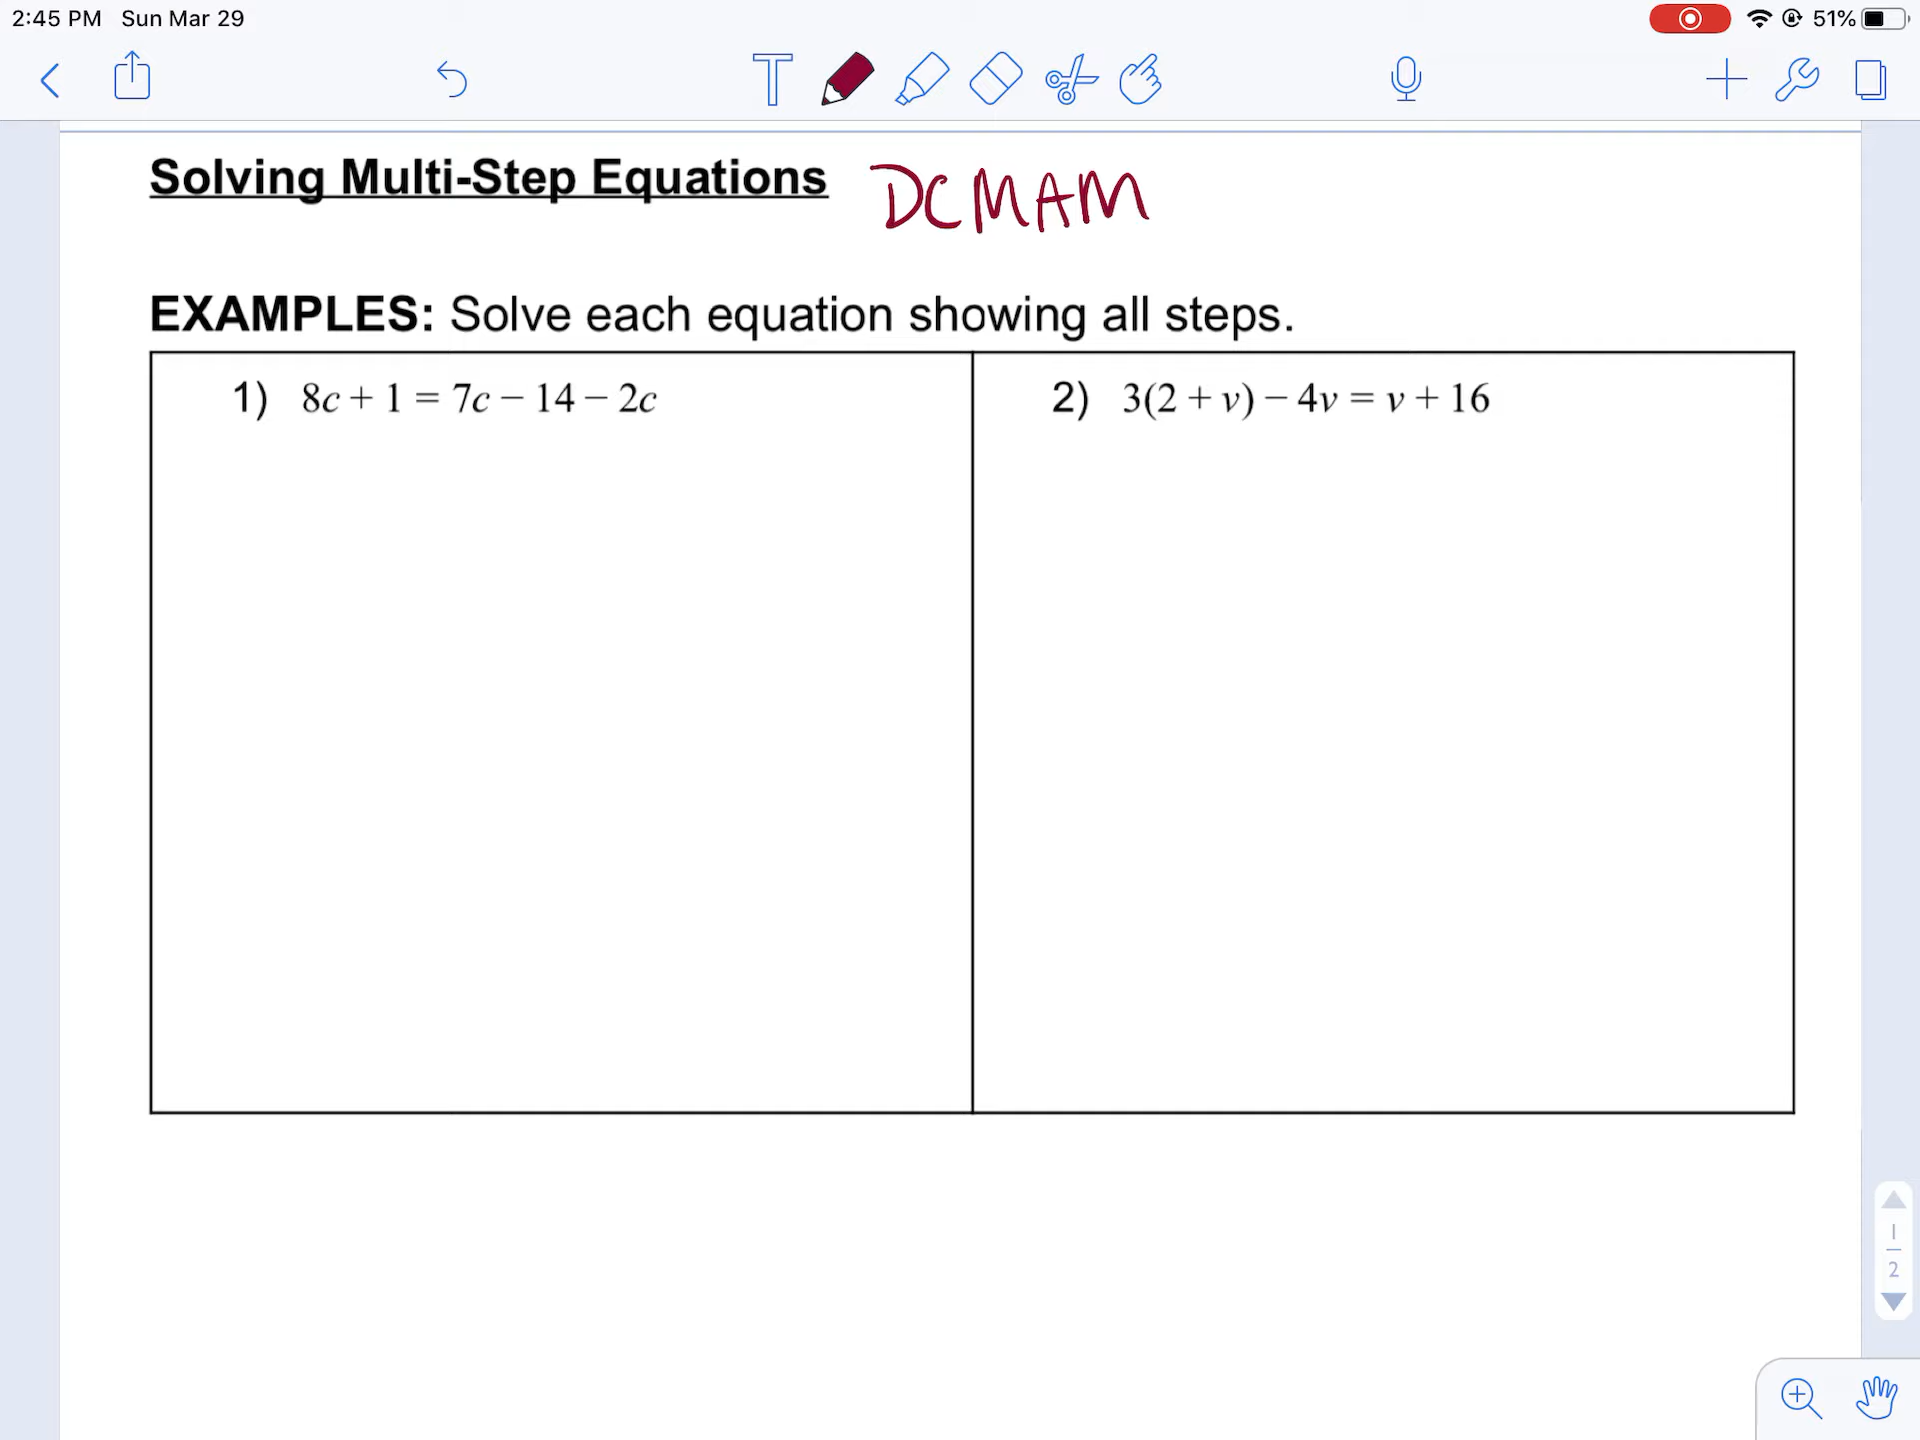 2:45 PM Sun Mar 29 51%
T
Solving Multi-Step Equations DCMAM
EXAMPLES: Solve each equation showing all steps.
1) 8c + 1 = 7c − 14 − 2c
2) 3(2 + v) − 4v = v + 16
1
2